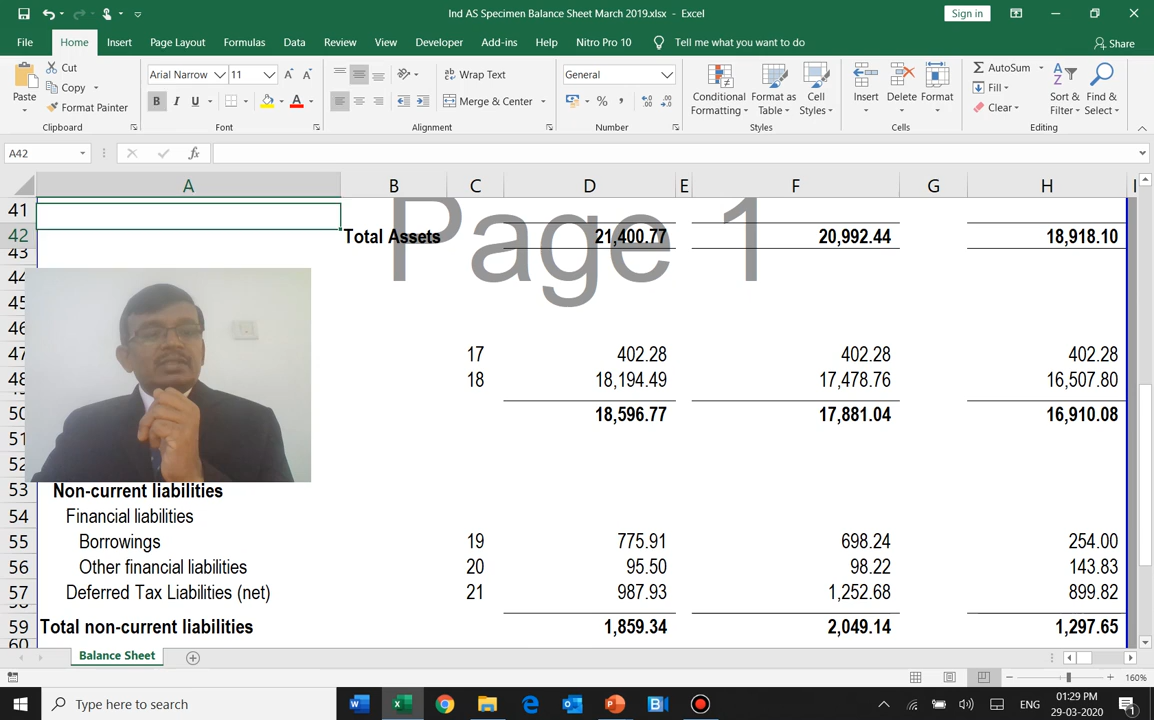 Ind AS Specimen Balance Sheet March 2019.xlsx - Excel
Sign in
File Home Insert Page Layout Formulas Data Review View Developer Add-ins Help Nitro Pro 10 Tell me what you want to do Share
Paste
Cut
Copy
Format Painter
Clipboard
Arial Narrow 11 A A
B I U A
Font
ab Wrap Text
Merge & Center
Alignment
General
% ,
Number
Conditional Formatting
Format as Table
Cell Styles
Styles
Insert
Delete
Format
Cells
AutoSum
Fill
Clear
Sort & Filter
Find & Select
Editing
A42 fx
A B C D E F G H I
Page 1
41
42 Total Assets 21,400.77 20,992.44 18,918.10
43
44
45
46
47 17 402.28 402.28 402.28
48 18 18,194.49 17,478.76 16,507.80
50 18,596.77 17,881.04 16,910.08
51
52
53 Non-current liabilities
54 Financial liabilities
55 Borrowings 19 775.91 698.24 254.00
56 Other financial liabilities 20 95.50 98.22 143.83
57 Deferred Tax Liabilities (net) 21 987.93 1,252.68 899.82
59 Total non-current liabilities 1,859.34 2,049.14 1,297.65
60
Balance Sheet
160%
Type here to search
ENG
01:29 PM
29-03-2020
1